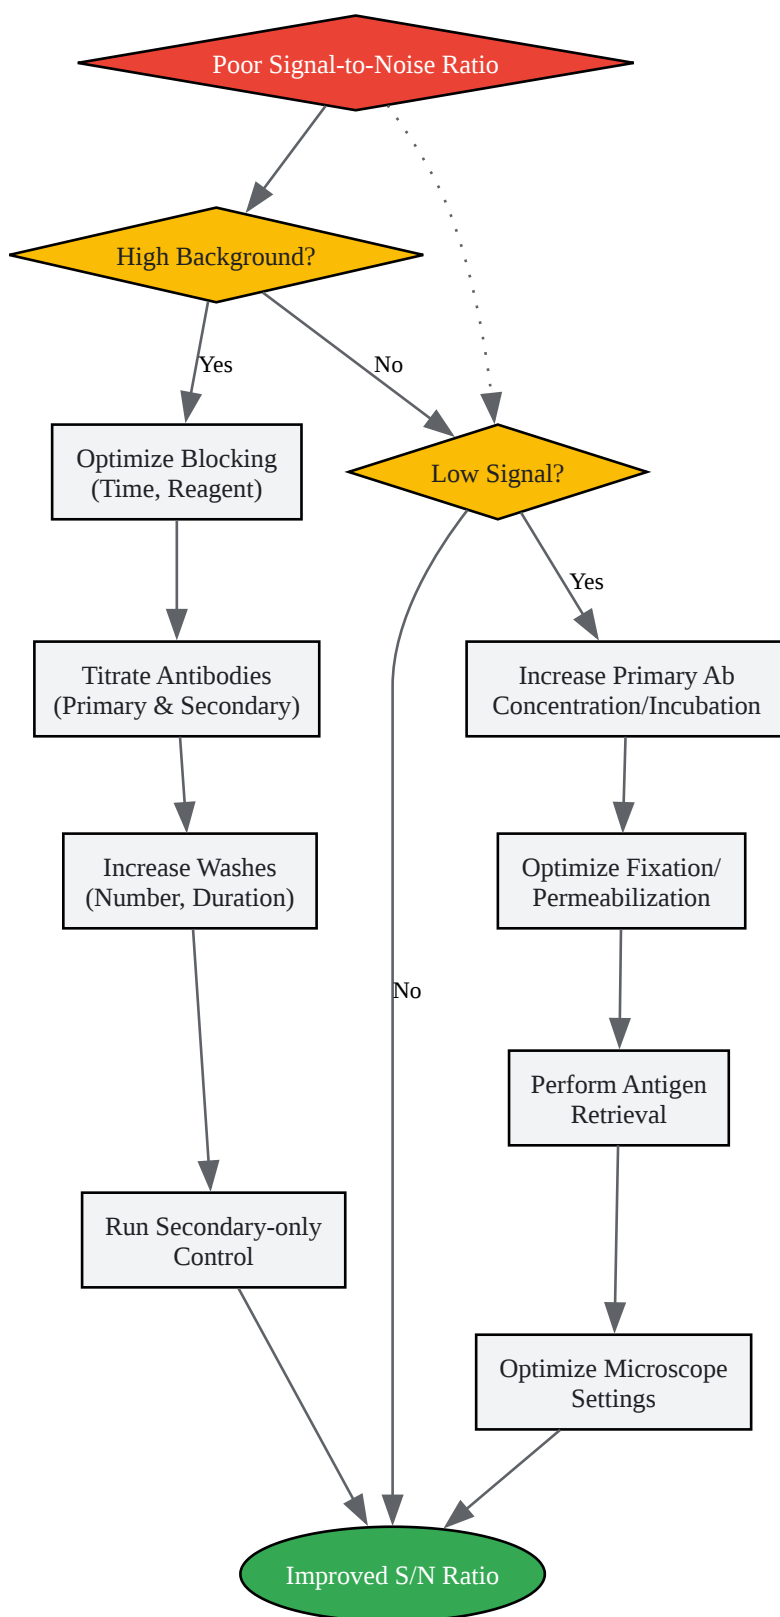 Poor Signal-to-Noise Ratio
High Background?
Yes
No
Optimize Blocking
(Time, Reagent)
Low Signal?
Yes
Titrate Antibodies
(Primary & Secondary)
Increase Primary Ab
Concentration/Incubation
Increase Washes
(Number, Duration)
Optimize Fixation/
Permeabilization
No
Perform Antigen
Retrieval
Run Secondary-only
Control
Optimize Microscope
Settings
Improved S/N Ratio